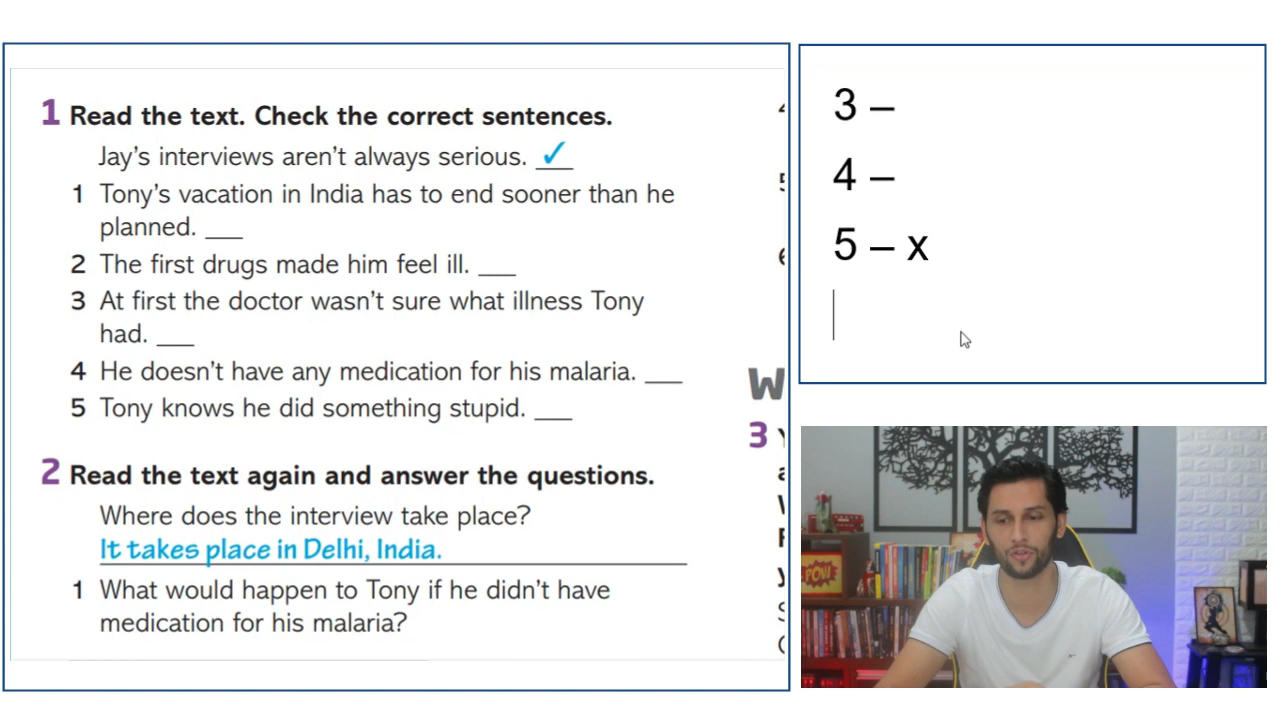 1 Read the text. Check the correct sentences.
Jay's interviews aren't always serious. ✓
1 Tony's vacation in India has to end sooner than he
planned. ___
2 The first drugs made him feel ill. ___
3 At first the doctor wasn't sure what illness Tony
had. ___
4 He doesn't have any medication for his malaria. ___
5 Tony knows he did something stupid. ___
2 Read the text again and answer the questions.
Where does the interview take place?
It takes place in Delhi, India.
1 What would happen to Tony if he didn't have
medication for his malaria?
W
3
3 –
4 –
5 – x
POW!